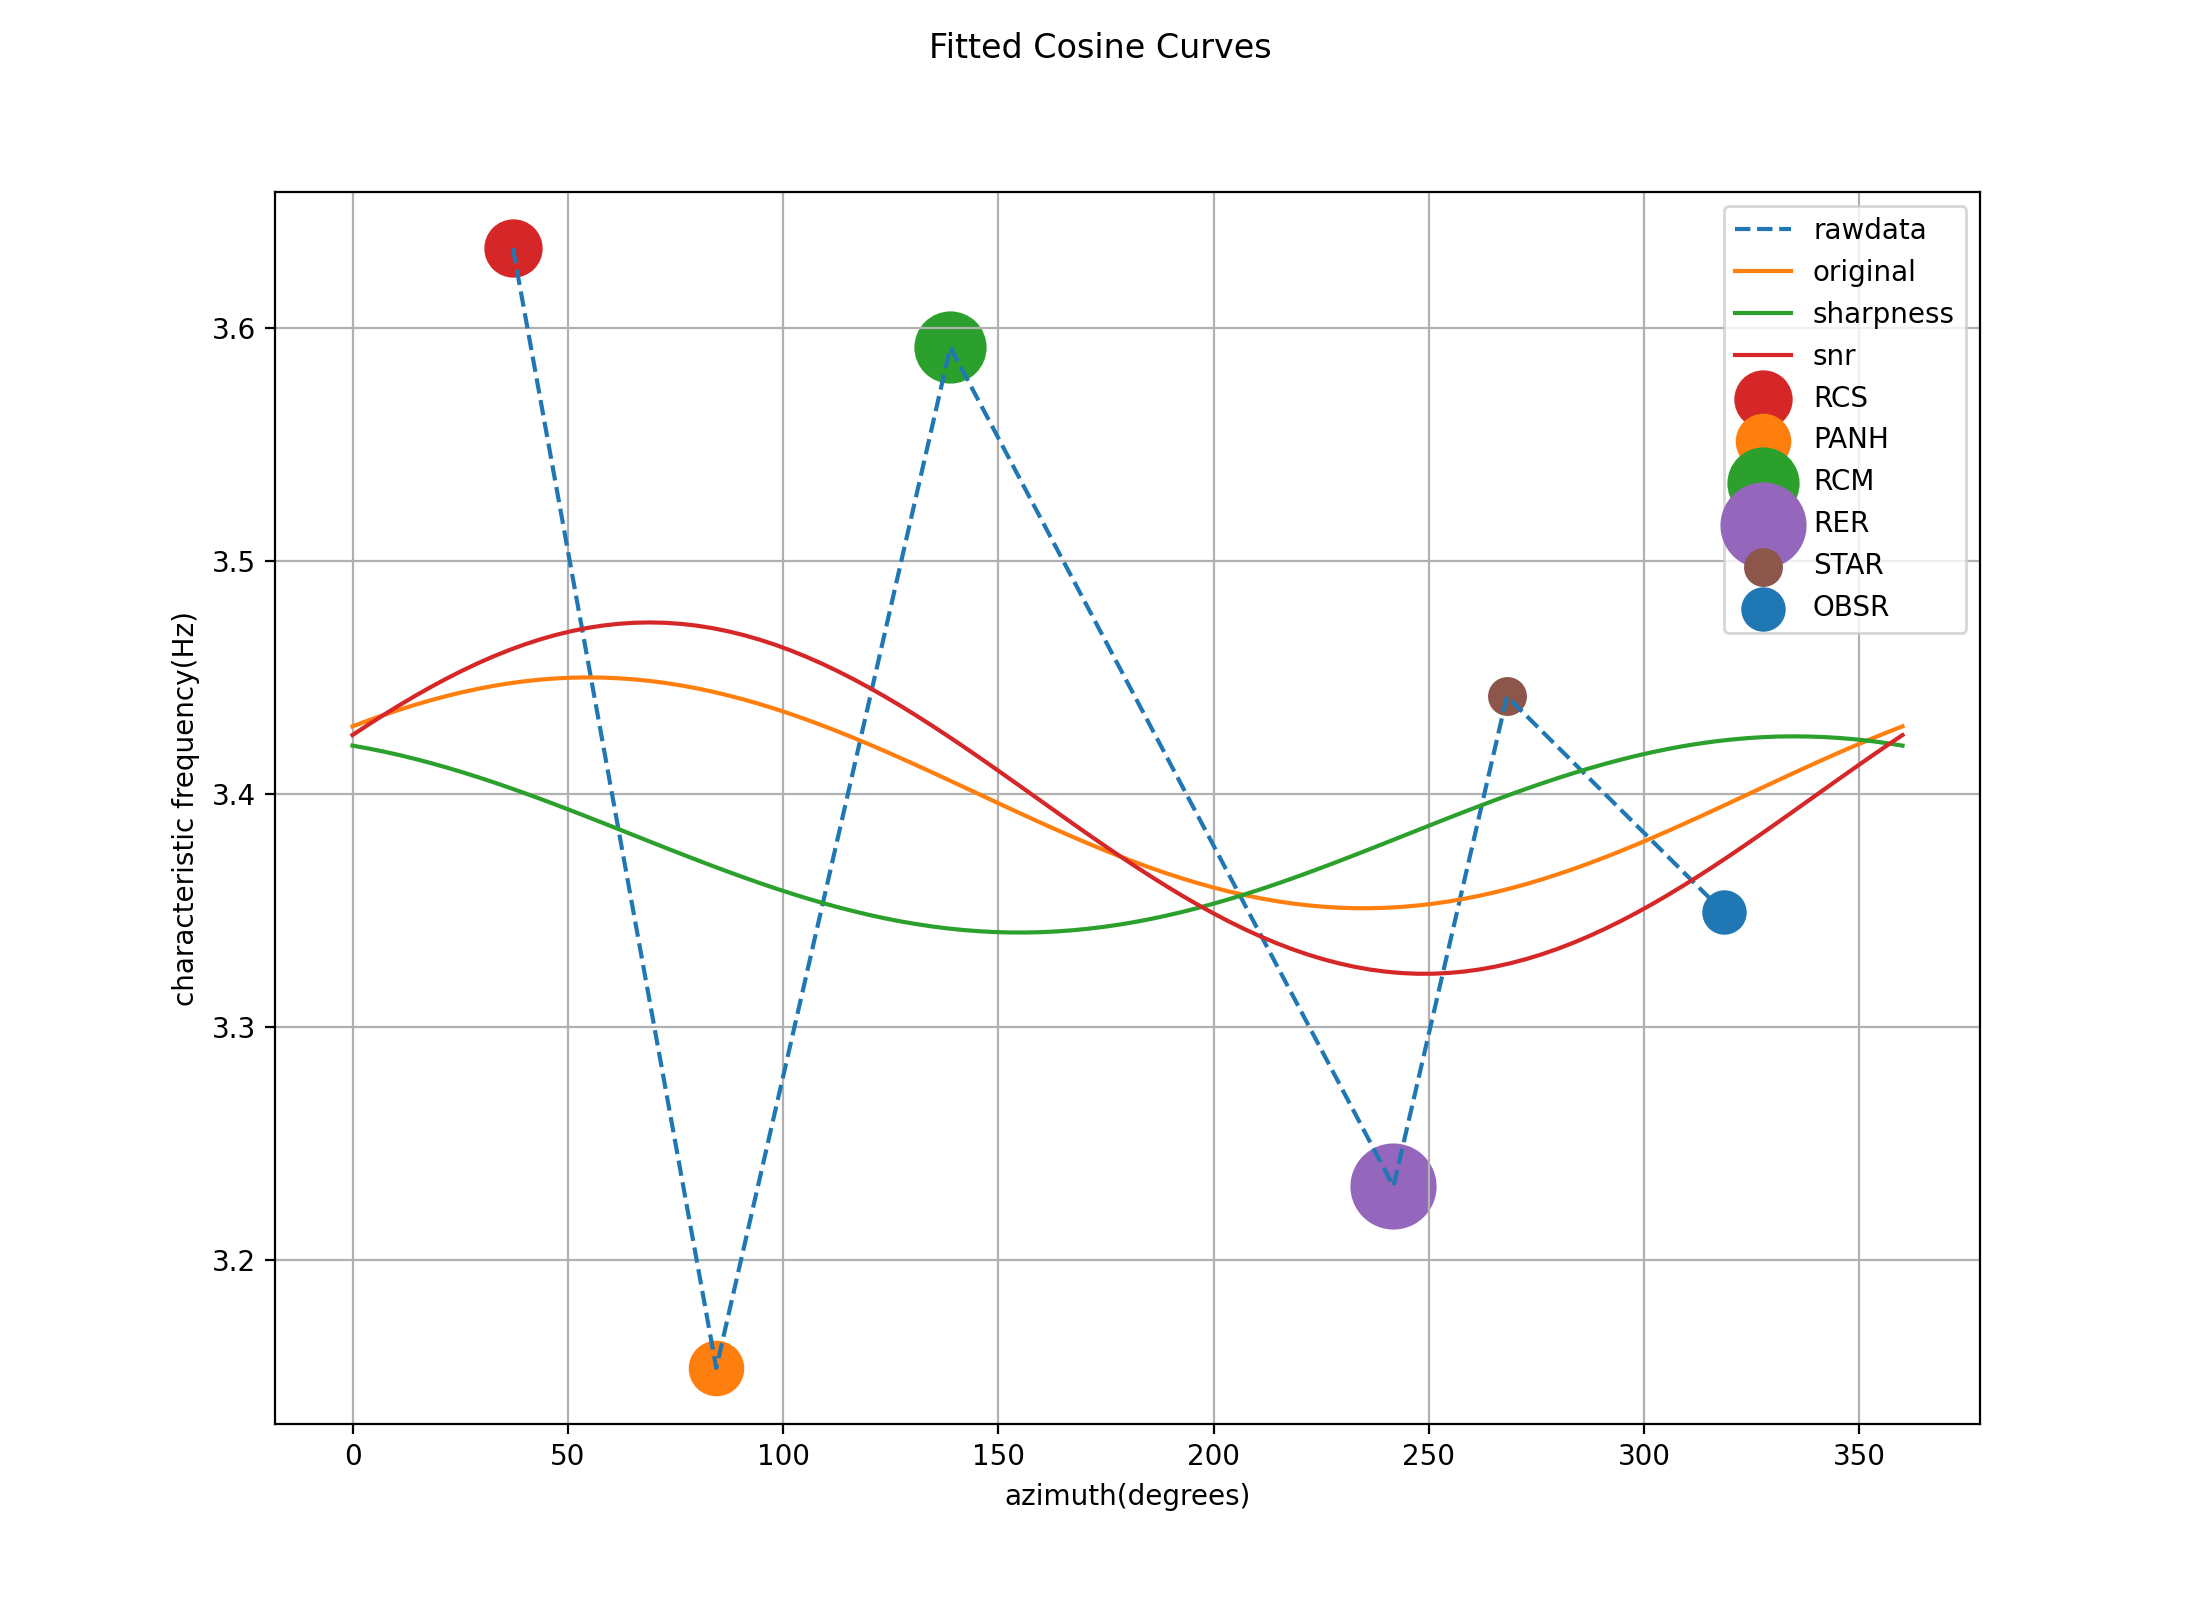 Fitted Cosine Curves
rawdata
original
sharpness
snr
RCS
PANH
RCM
RER
STAR
OBSR
characteristic frequency(Hz)
3.6
3.5
3.4
3.3
3.2
0 50 100 150 200 250 300 350
azimuth(degrees)